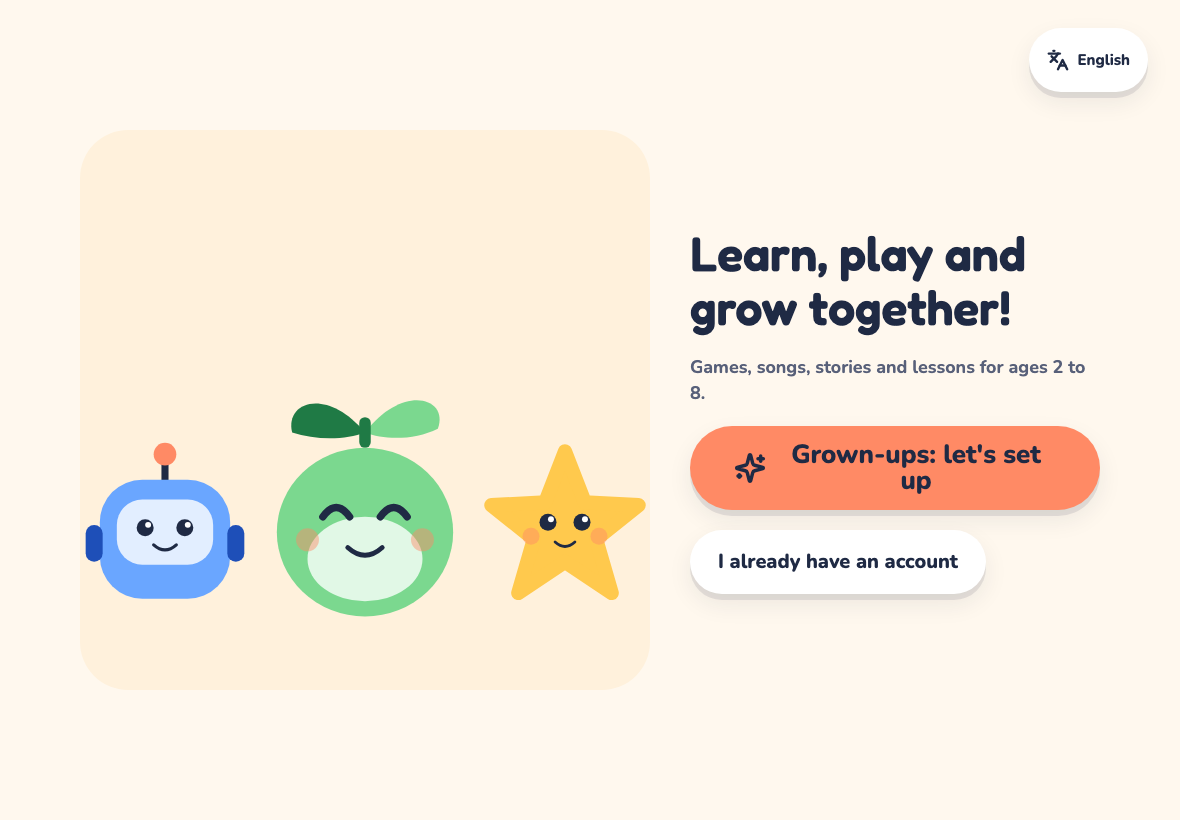 English
Learn, play and
grow together!
Games, songs, stories and lessons for ages 2 to
8.
Grown-ups: let's set
up
I already have an account